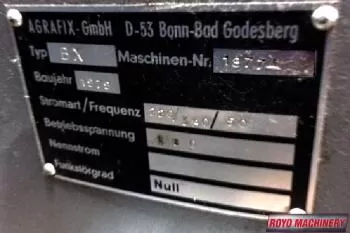 AGRAFIX-GmbH D-53 Bonn-Bad Godesberg
Typ Maschinen-Nr.
Baujahr
Stromart/Frequenz
Betriebsspannung
Nennstrom
Funkstörgrad Null
ROYO MACHINERY